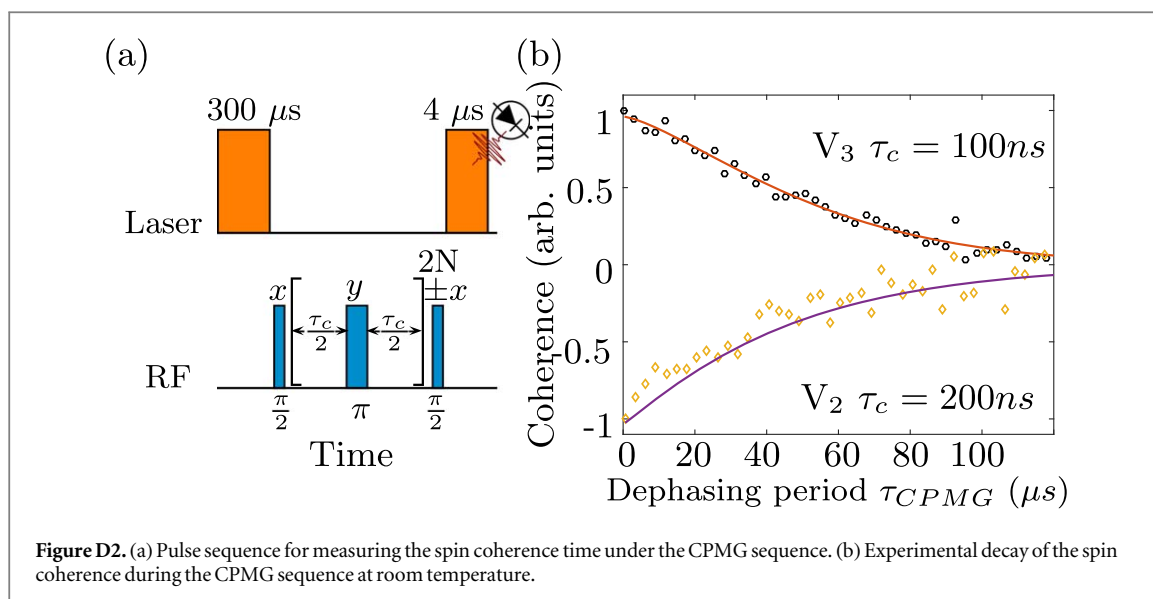 (a)
300 μs
4 μs
Laser
2N
x
y
±x
τc/2
τc/2
RF
π/2
π
π/2
Time
(b)
Coherence (arb. units)
1
0.5
0
-0.5
-1
V3 τc = 100ns
V2 τc = 200ns
0 20 40 60 80 100
Dephasing period τCPMG (μs)
Figure D2. (a) Pulse sequence for measuring the spin coherence time under the CPMG sequence. (b) Experimental decay of the spin
coherence during the CPMG sequence at room temperature.